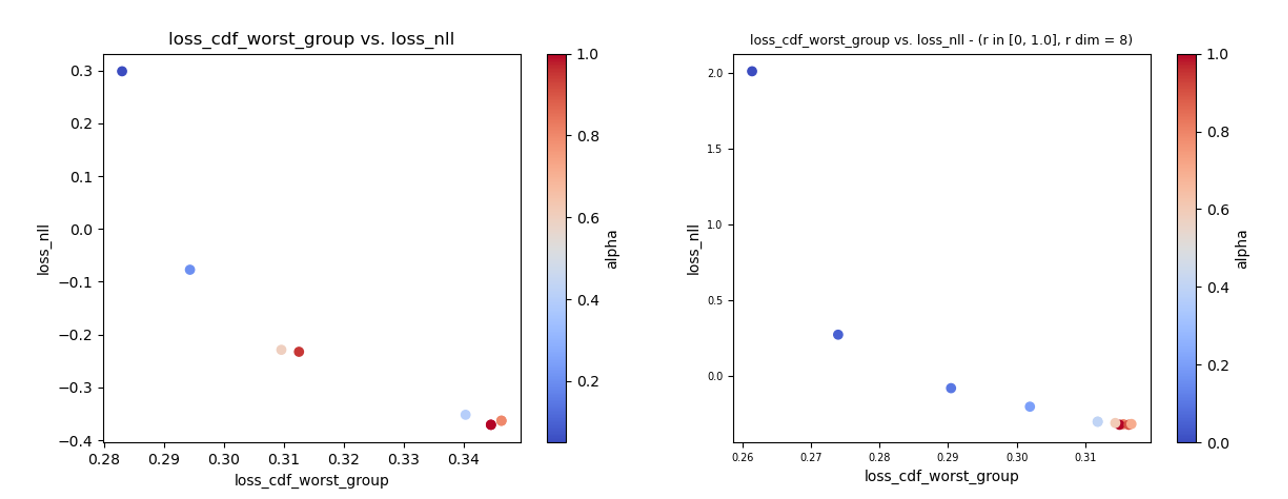 loss_cdf_worst_group vs. loss_nll
0.3
0.2
0.1
0.0
−0.1
−0.2
−0.3
−0.4
loss_nll
0.28 0.29 0.30 0.31 0.32 0.33 0.34
loss_cdf_worst_group
1.0
0.8
0.6
0.4
0.2
alpha
loss_cdf_worst_group vs. loss_nll - (r in [0, 1.0], r dim = 8)
2.0
1.5
1.0
0.5
0.0
loss_nll
0.26 0.27 0.28 0.29 0.30 0.31
loss_cdf_worst_group
1.0
0.8
0.6
0.4
0.2
0.0
alpha